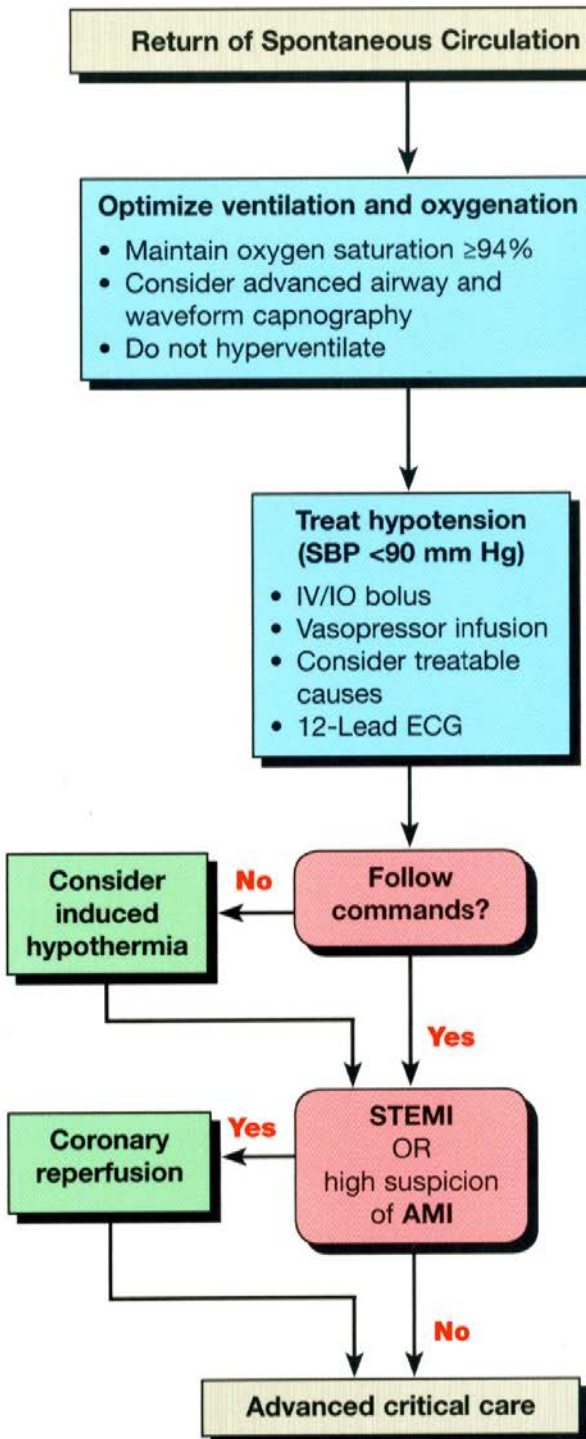 Return of Spontaneous Circulation
Optimize ventilation and oxygenation
• Maintain oxygen saturation ≥94%
• Consider advanced airway and
waveform capnography
• Do not hyperventilate
Treat hypotension
(SBP <90 mm Hg)
• IV/IO bolus
• Vasopressor infusion
• Consider treatable
causes
• 12-Lead ECG
Follow
commands?
No
Consider
induced
hypothermia
Yes
STEMI
OR
high suspicion
of AMI
Yes
Coronary
reperfusion
No
Advanced critical care